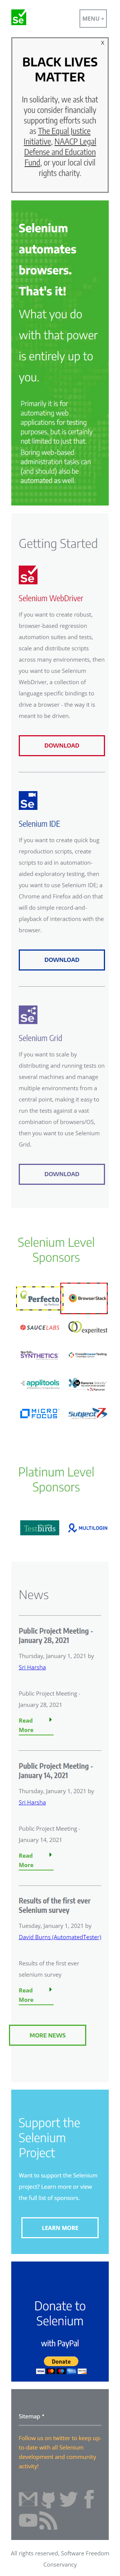 Se
MENU +
X
BLACK LIVES
MATTER
In solidarity, we ask that
you consider financially
supporting efforts such
as The Equal Justice
Initiative, NAACP Legal
Defense and Education
Fund, or your local civil
rights charity.
Selenium
automates
browsers.
That's it!
What you do
with that power
is entirely up to
you.
Primarily it is for
automating web
applications for testing
purposes, but is certainly
not limited to just that.
Boring web-based
administration tasks can
(and should) also be
automated as well.
Getting Started
Se
Selenium WebDriver
If you want to create robust,
browser-based regression
automation suites and tests,
scale and distribute scripts
across many environments, then
you want to use Selenium
WebDriver, a collection of
language specific bindings to
drive a browser - the way it is
meant to be driven.
DOWNLOAD
Se
Selenium IDE
If you want to create quick bug
reproduction scripts, create
scripts to aid in automation-
aided exploratory testing, then
you want to use Selenium IDE; a
Chrome and Firefox add-on that
will do simple record-and-
playback of interactions with the
browser.
DOWNLOAD
Se
Selenium Grid
If you want to scale by
distributing and running tests on
several machines and manage
multiple environments from a
central point, making it easy to
run the tests against a vast
combination of browsers/OS,
then you want to use Selenium
Grid.
DOWNLOAD
Selenium Level
Sponsors
Perfecto
BrowserStack
SAUCELABS
experitest
SYNTHETICS
CrossBrowserTesting
applitools
MICRO
FOCUS
SUBJECT7
Platinum Level
Sponsors
Testbirds
MULTILOGIN
News
Public Project Meeting -
January 28, 2021
Thursday, January 1, 2021 by
Sri Harsha
Public Project Meeting -
January 28, 2021
Read
More
Public Project Meeting -
January 14, 2021
Thursday, January 1, 2021 by
Sri Harsha
Public Project Meeting -
January 14, 2021
Read
More
Results of the first ever
Selenium survey
Tuesday, January 1, 2021 by
David Burns (AutomatedTester)
Results of the first ever
selenium survey
Read
More
MORE NEWS
Support the
Selenium
Project
Want to support the Selenium
project? Learn more or view
the full list of sponsors.
LEARN MORE
Donate to
Selenium
with PayPal
Donate
Sitemap
Follow us on twitter to keep up-
to-date with all Selenium
development and community
activity!
All rights reserved, Software Freedom
Conservancy